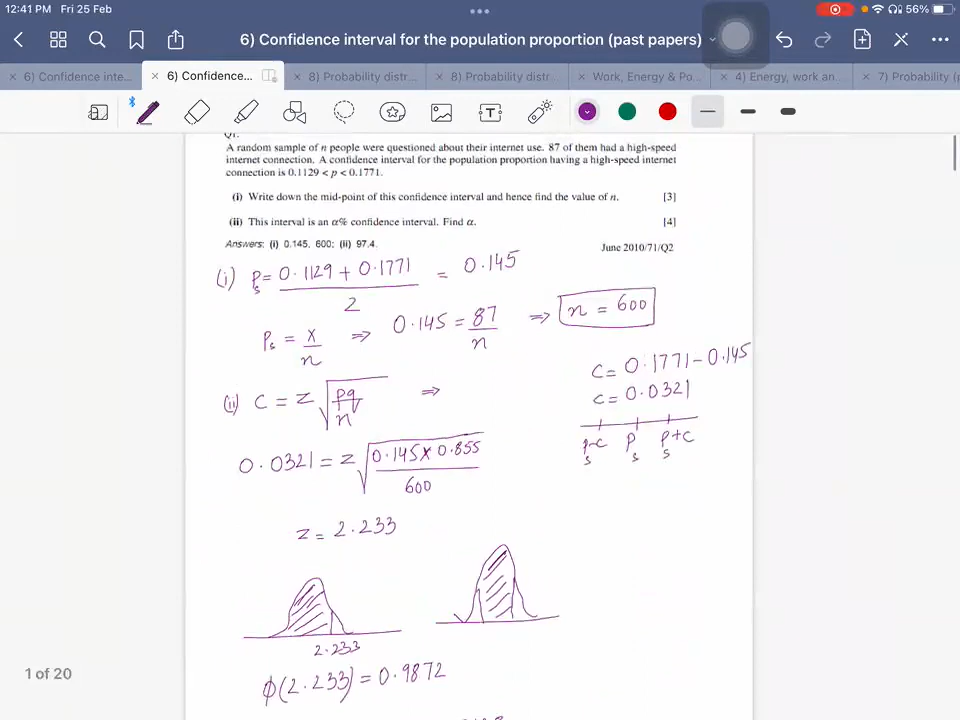 12:41 PM Fri 25 Feb
56%
6) Confidence interval for the population proportion (past papers)
6) Confidence inte...
6) Confidence...
8) Probability distr...
8) Probability distr...
Work, Energy & Po...
4) Energy, work an...
7) Probability (
Q1.
A random sample of n people were questioned about their internet use. 87 of them had a high-speed
internet connection. A confidence interval for the population proportion having a high-speed internet
connection is 0.1129 < p < 0.1771.
(i) Write down the mid-point of this confidence interval and hence find the value of n. [3]
(ii) This interval is an α% confidence interval. Find α. [4]
Answers: (i) 0.145, 600; (ii) 97.4. June 2010/71/Q2
(i) Ps = 0.1129 + 0.1771 / 2 = 0.145
Ps = x/n ⇒ 0.145 = 87/n ⇒ n = 600
c = 0.1771 - 0.145
c = 0.0321
(ii) c = z √(pq/n) ⇒
Ps-c Ps Ps+c
0.0321 = z √(0.145 x 0.855 / 600)
z = 2.233
2.233
ϕ(2.233) = 0.9872
1 of 20